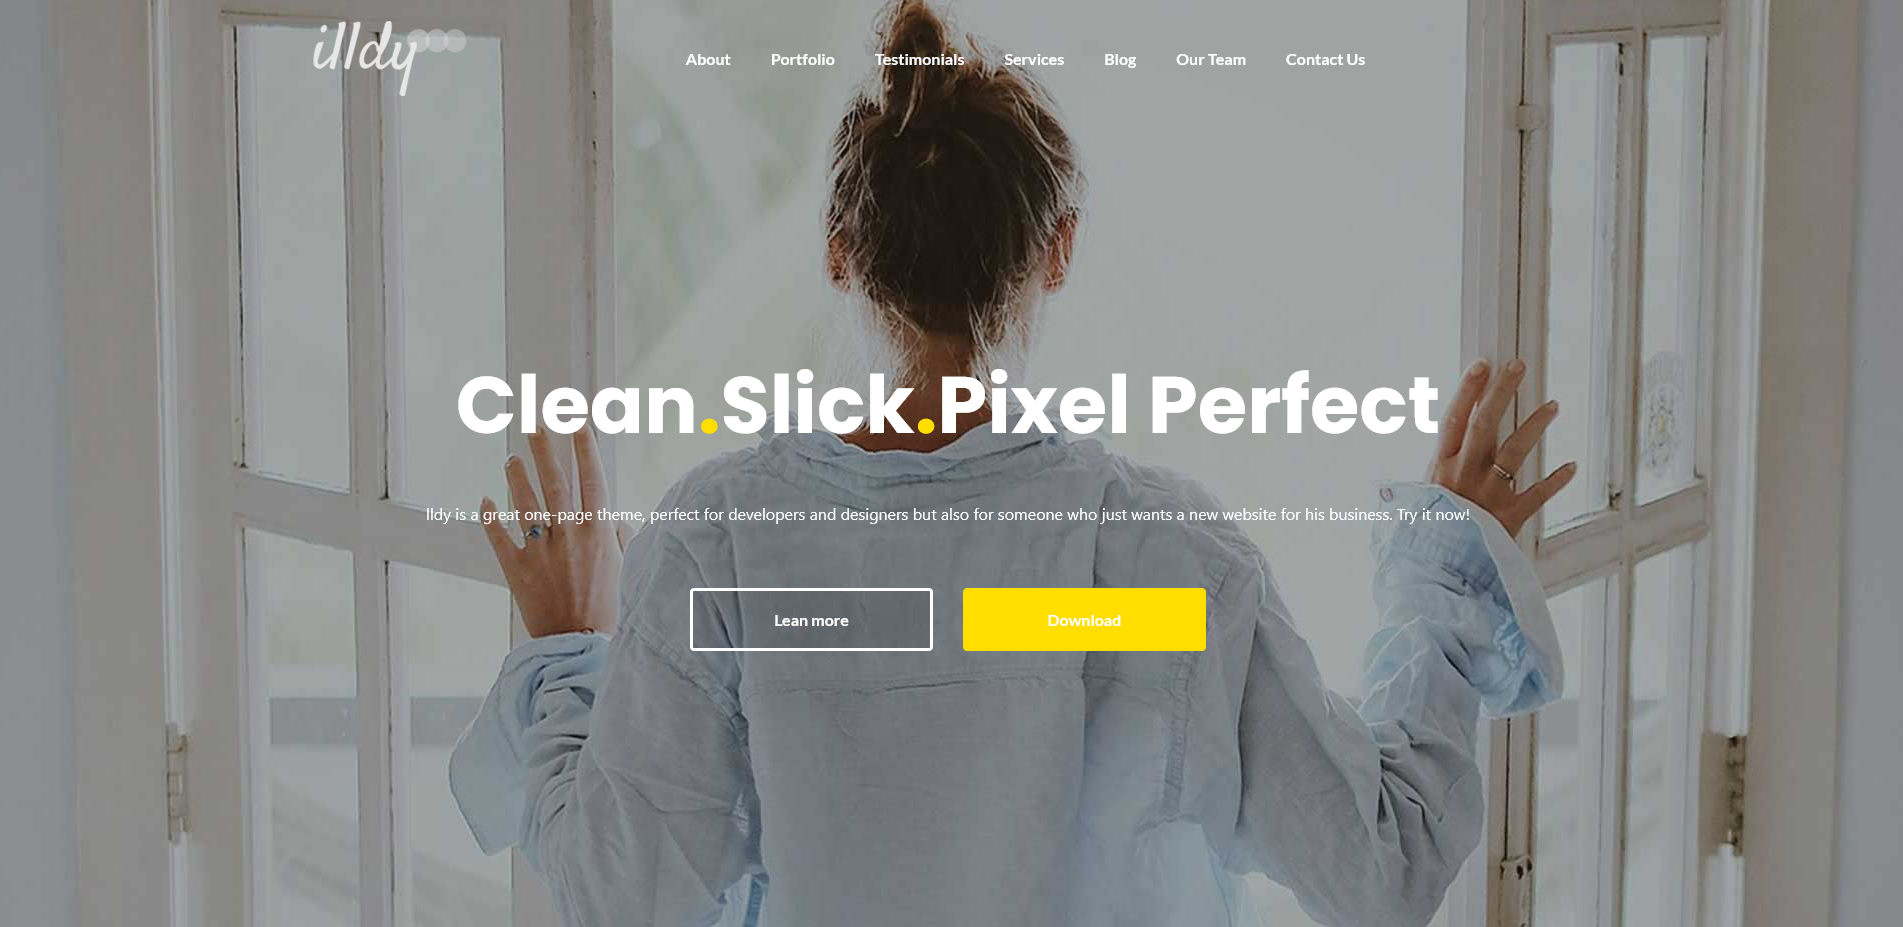 illdy
About Portfolio Testimonials Services Blog Our Team Contact Us
Clean.Slick.Pixel Perfect
lldy is a great one-page theme, perfect for developers and designers but also for someone who just wants a new website for his business. Try it now!
Lean more Download